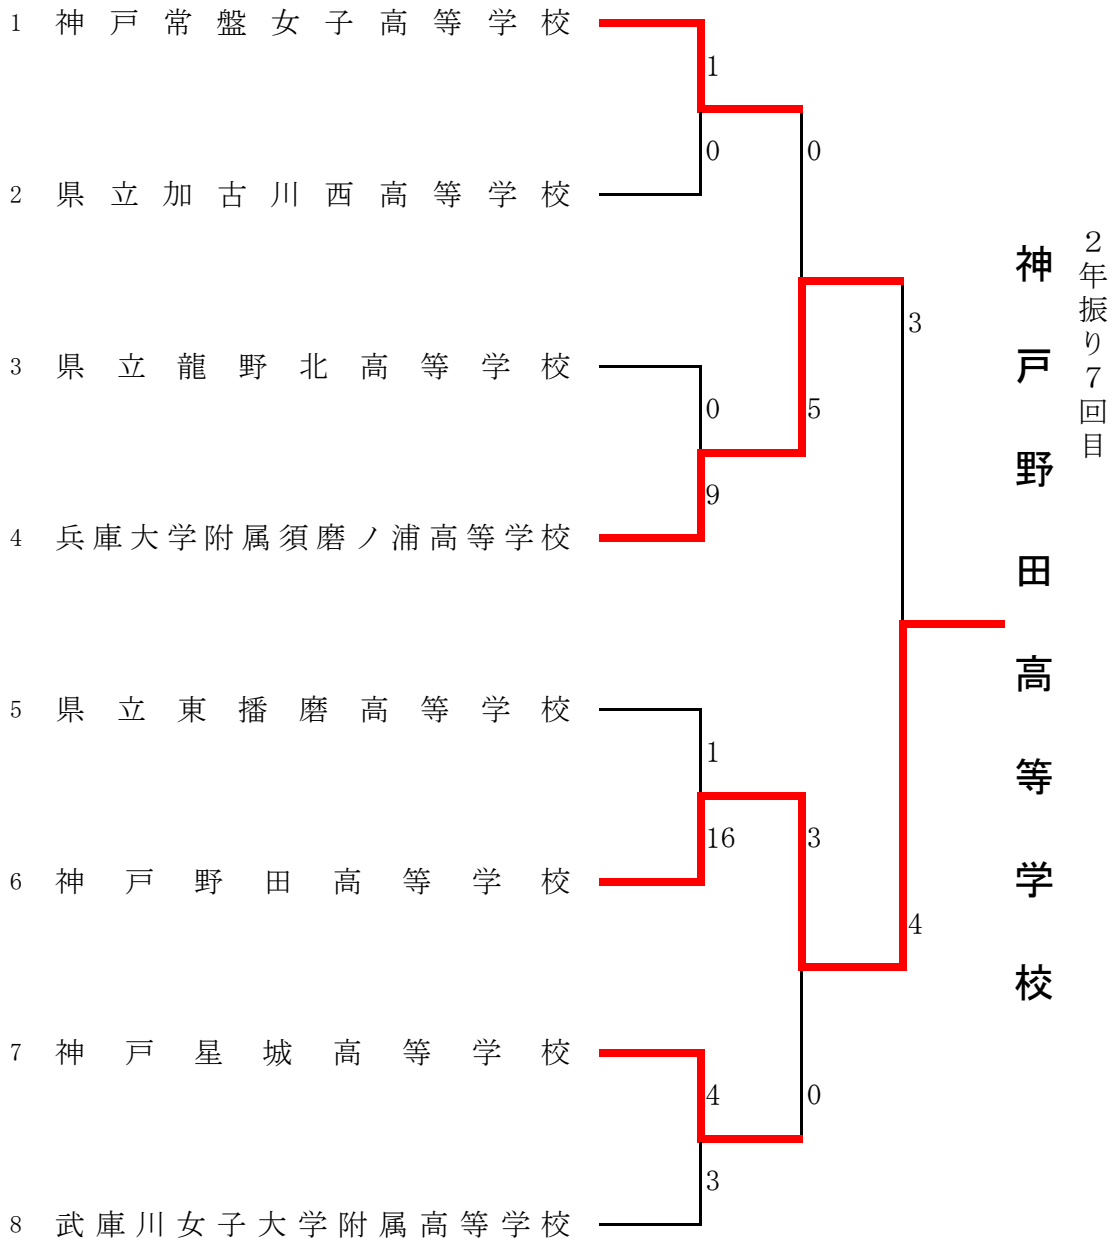 1 神戸常盤女子高等学校
1
0
0
2 県立加古川西高等学校
3 県立龍野北高等学校
3
0
5
9
4 兵庫大学附属須磨ノ浦高等学校
5 県立東播磨高等学校
1
16
3
6 神戸野田高等学校
4
7 神戸星城高等学校
4
0
3
8 武庫川女子大学附属高等学校
神戸野田高等学校
２年振り７回目